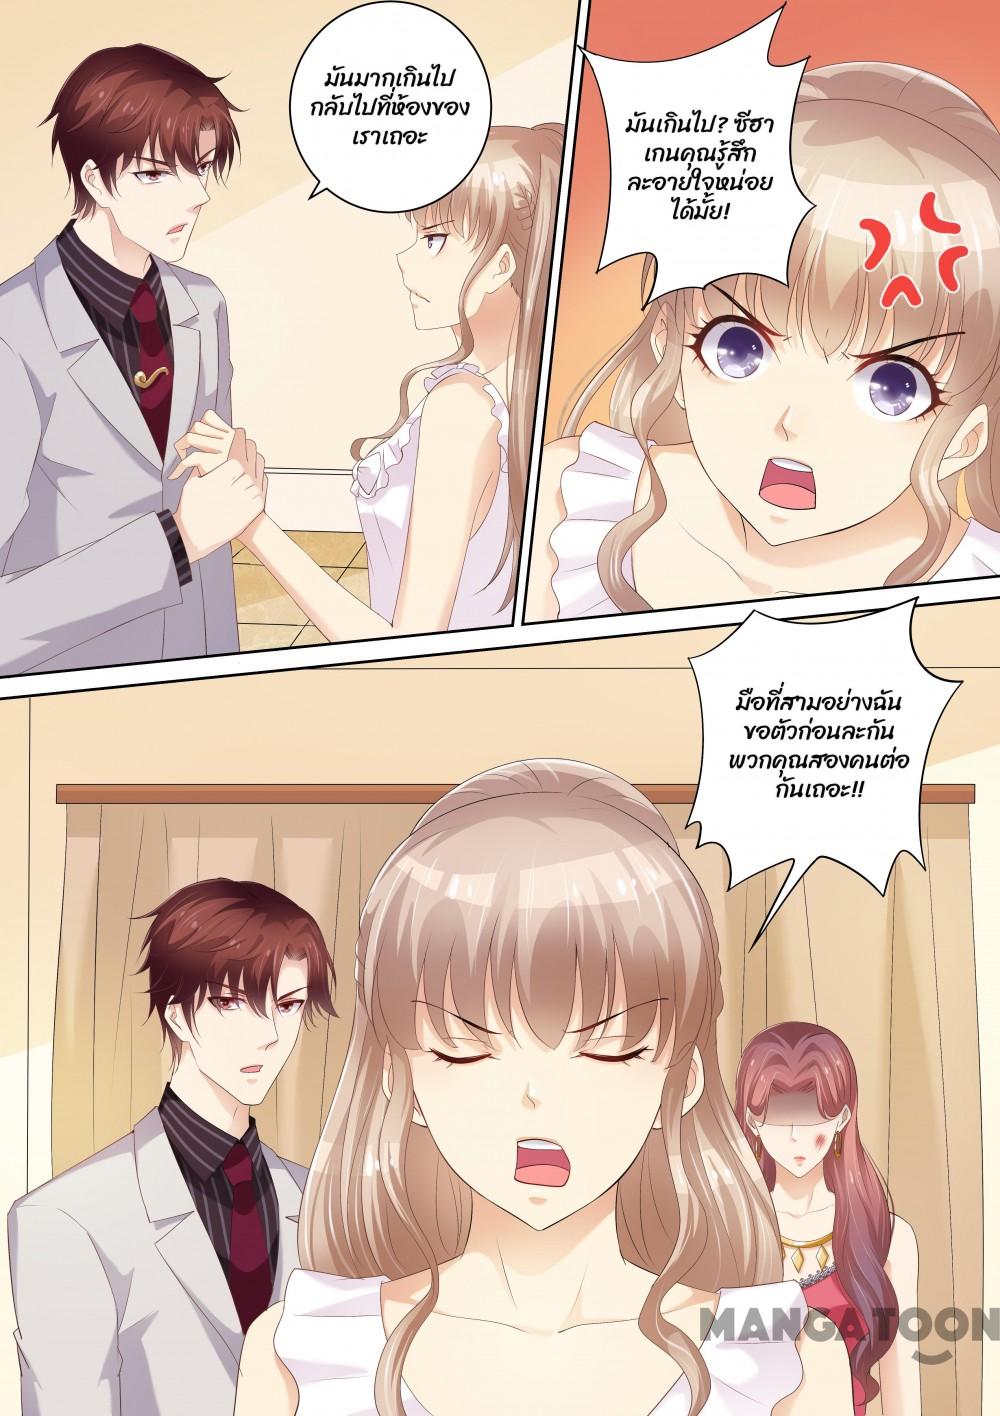 มันมากเกินไป
กลับไปที่ห้องของ
เราเถอะ
มันเกินไป? ซีฮา
เกนคุณรู้สึก
ละอายใจหน่อย
ได้มั้ย!
มือที่สามอย่างฉัน
ขอตัวก่อนละกัน
พวกคุณสองคนต่อ
กันเถอะ!!
MANGATOON